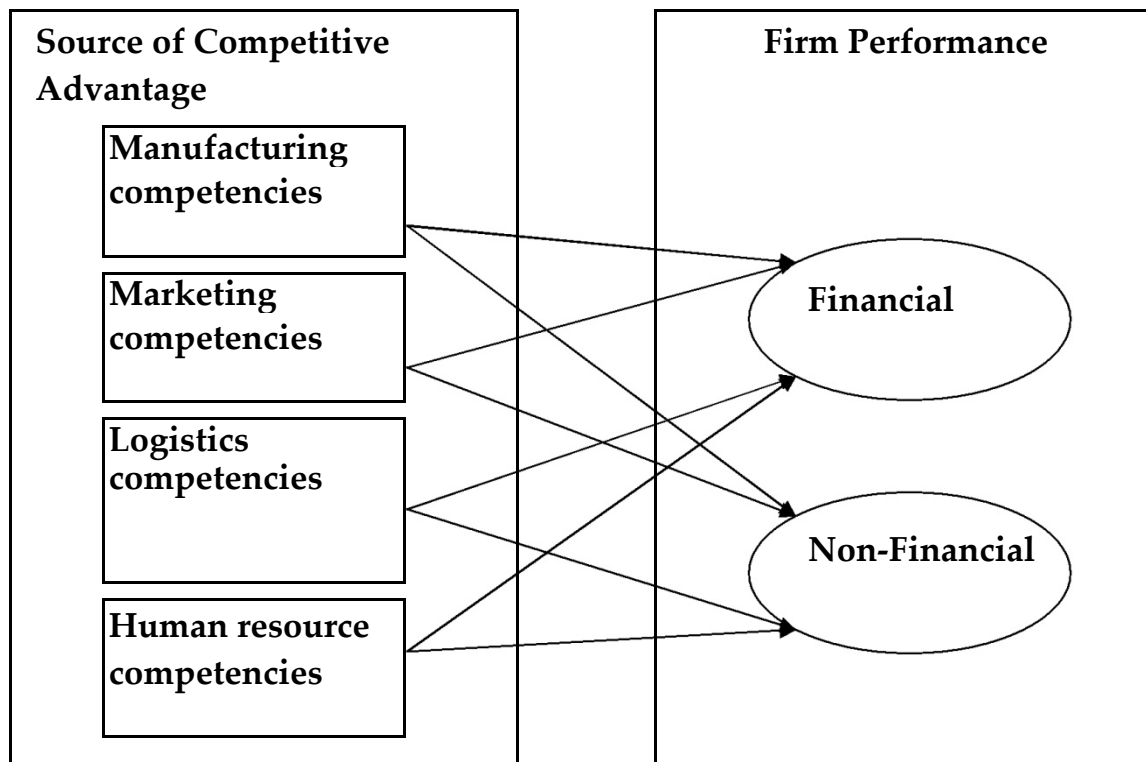 Source of Competitive
Advantage
Manufacturing
competencies
Marketing
competencies
Logistics
competencies
Human resource
competencies
Firm Performance
Financial
Non-Financial